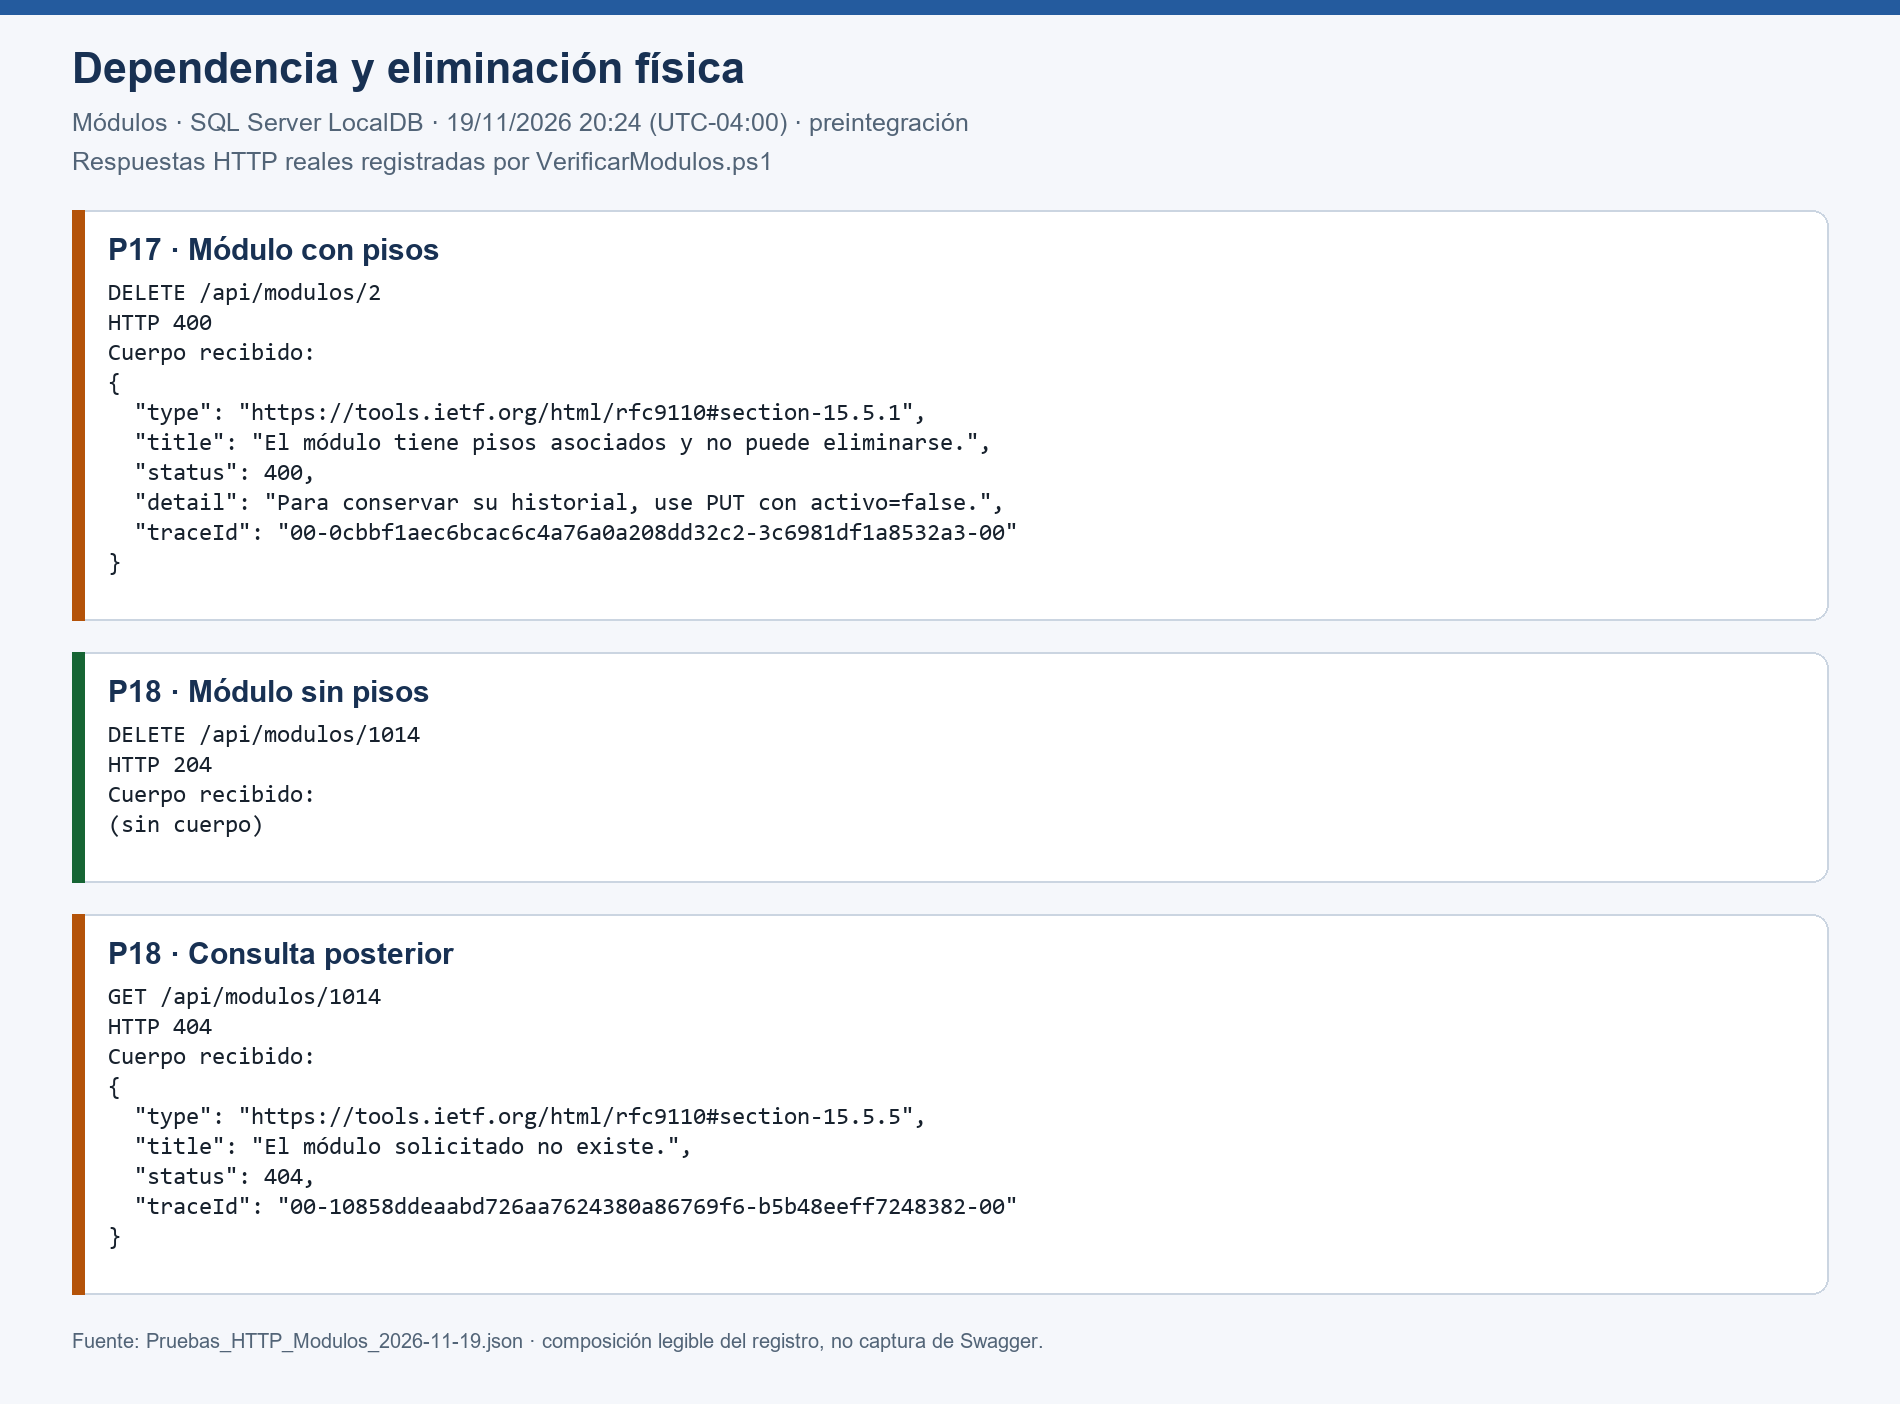 Dependencia y eliminación física
Módulos · SQL Server LocalDB · 19/11/2026 20:24 (UTC-04:00) · preintegración
Respuestas HTTP reales registradas por VerificarModulos.ps1
P17 · Módulo con pisos
DELETE /api/modulos/2
HTTP 400
Cuerpo recibido:
{
  "type": "https://tools.ietf.org/html/rfc9110#section-15.5.1",
  "title": "El módulo tiene pisos asociados y no puede eliminarse.",
  "status": 400,
  "detail": "Para conservar su historial, use PUT con activo=false.",
  "traceId": "00-0cbbf1aec6bcac6c4a76a0a208dd32c2-3c6981df1a8532a3-00"
}
P18 · Módulo sin pisos
DELETE /api/modulos/1014
HTTP 204
Cuerpo recibido:
(sin cuerpo)
P18 · Consulta posterior
GET /api/modulos/1014
HTTP 404
Cuerpo recibido:
{
  "type": "https://tools.ietf.org/html/rfc9110#section-15.5.5",
  "title": "El módulo solicitado no existe.",
  "status": 404,
  "traceId": "00-10858ddeaabd726aa7624380a86769f6-b5b48eeff7248382-00"
}
Fuente: Pruebas_HTTP_Modulos_2026-11-19.json · composición legible del registro, no captura de Swagger.